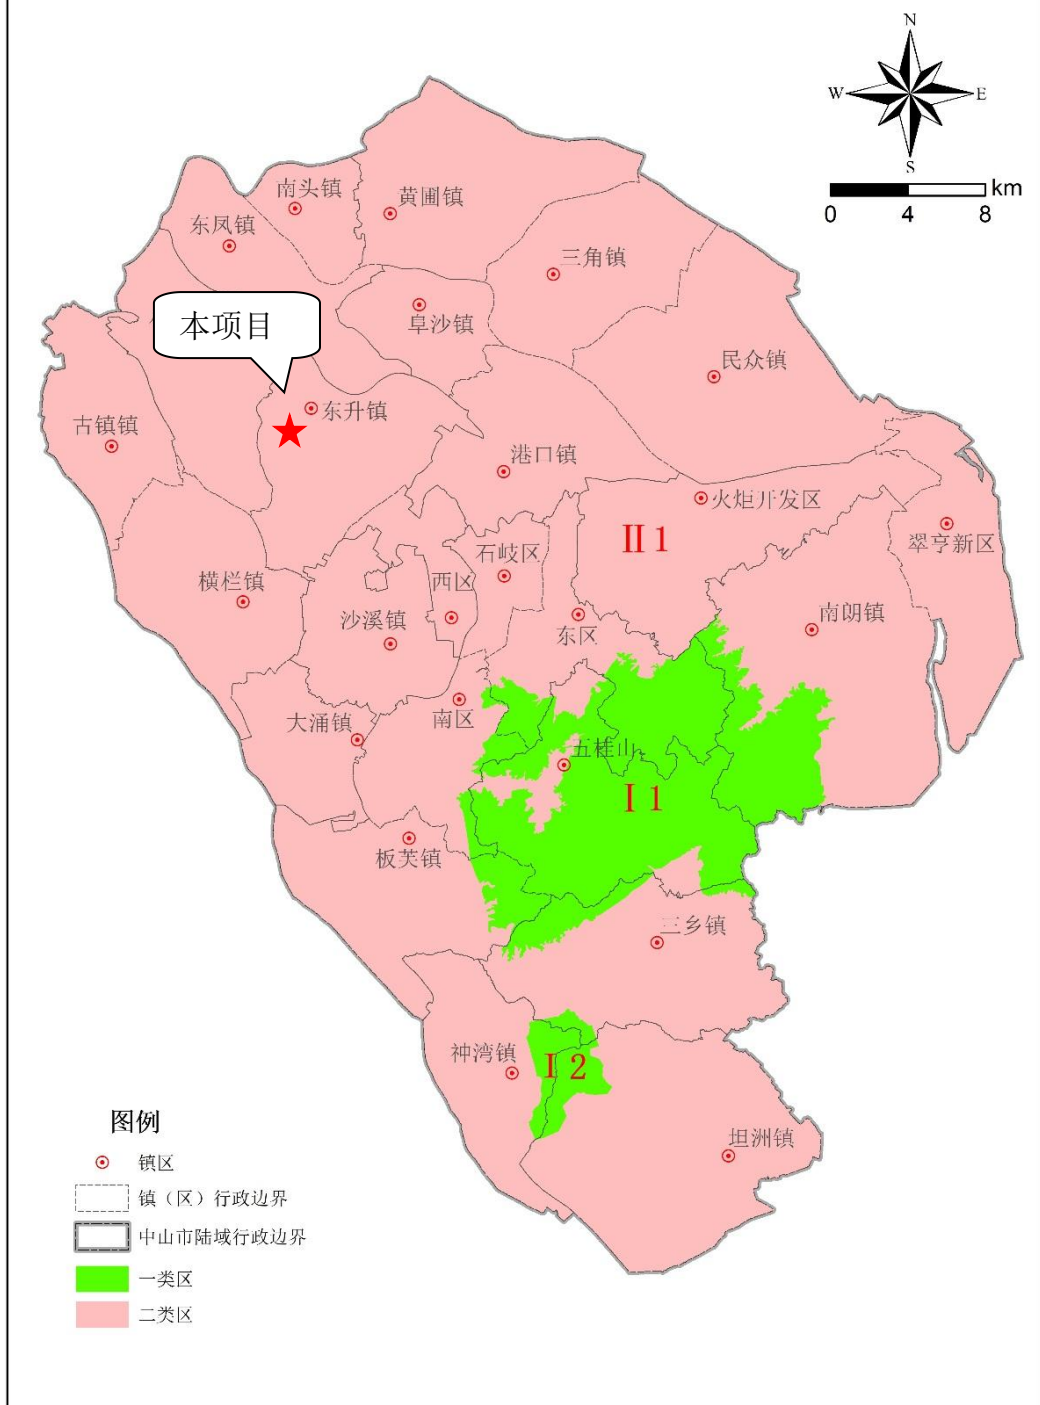 N
W
E
S
km
0
4
8
南头镇
黄圃镇
东凤镇
三角镇
本项目
阜沙镇
民众镇
古镇镇
东升镇
港口镇
火炬开发区
II 1
翠亨新区
石岐区
横栏镇
西区
沙溪镇
东区
南朗镇
大涌镇
南区
五桂山
I 1
板芙镇
三乡镇
神湾镇
I 2
坦洲镇
图例
镇区
镇（区）行政边界
中山市陆域行政边界
一类区
二类区